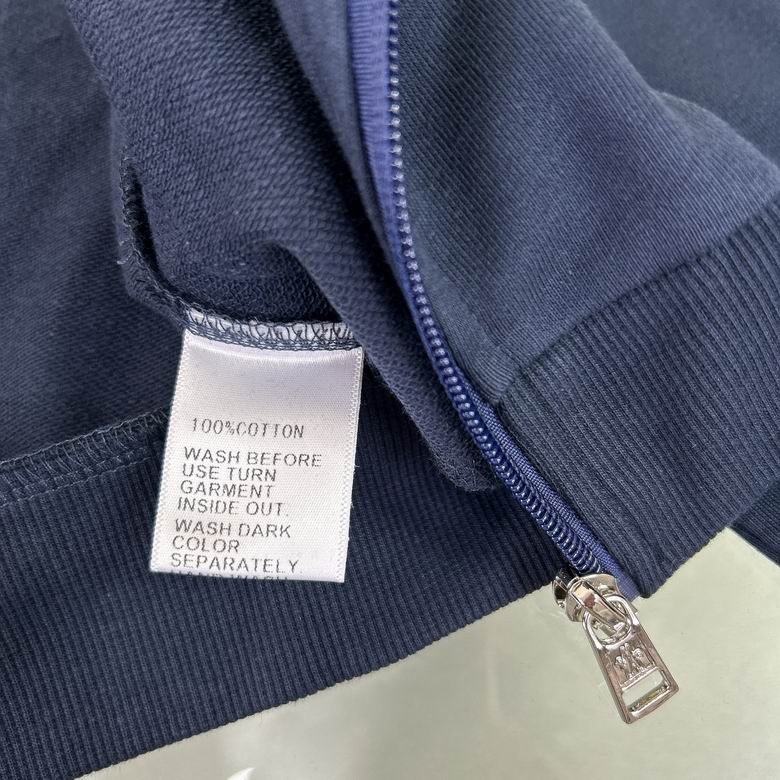 100%COTTON
WASH BEFORE
USE TURN
GARMENT
INSIDE OUT.
WASH DARK
COLOR
SEPARATELY